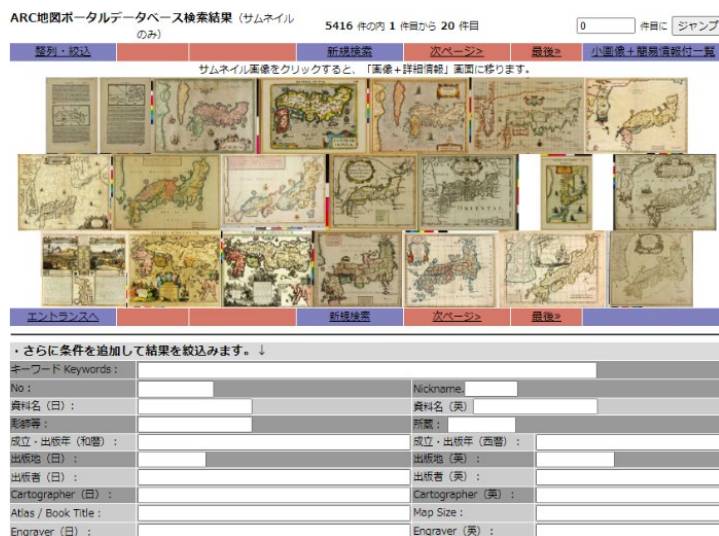 ARC地図ポータルデータベース検索結果（サムネイルのみ） 5416 件の内 1 件目から 20 件目 0 件目に ジャンプ
整列・絞込 新規検索 次ページ> 最後» 小画像+簡易情報付一覧
サムネイル画像をクリックすると、「画像+詳細情報」画面に移ります。
ORIENTAL
エントランスへ 新規検索 次ページ> 最後»
・さらに条件を追加して結果を絞込みます。↓
キーワード Keywords：
No： Nickname.
資料名（日）： 資料名（英）
彫師等： 所蔵：
成立・出版年（和暦）： 成立・出版年（西暦）：
出版地（日）： 出版地（英）：
出版者（日）： 出版者（英）：
Cartographer（日）： Cartographer（英）：
Atlas / Book Title： Map Size：
Engraver（日）： Engraver（英）：